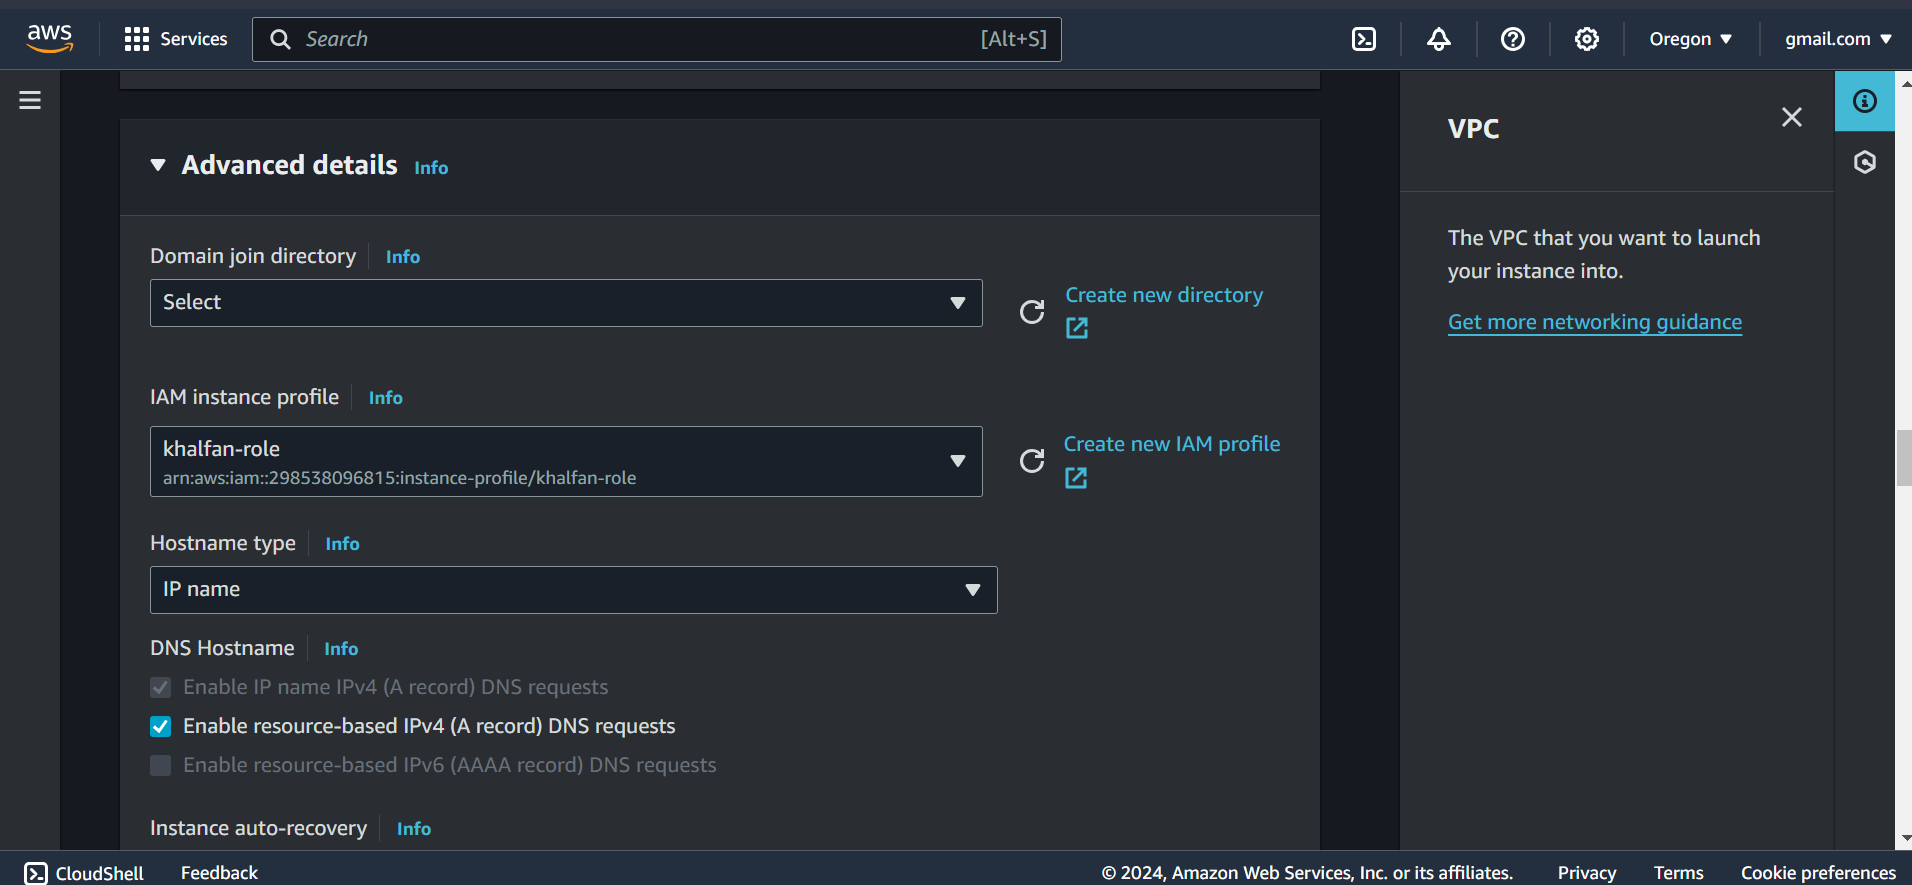 aws
Services
Search
[Alt+S]
Oregon
gmail.com
Advanced details Info
Domain join directory Info
Select
Create new directory
IAM instance profile Info
khalfan-role
arn:aws:iam::298538096815:instance-profile/khalfan-role
Create new IAM profile
Hostname type Info
IP name
DNS Hostname Info
Enable IP name IPv4 (A record) DNS requests
Enable resource-based IPv4 (A record) DNS requests
Enable resource-based IPv6 (AAAA record) DNS requests
Instance auto-recovery Info
VPC
The VPC that you want to launch
your instance into.
Get more networking guidance
CloudShell
Feedback
© 2024, Amazon Web Services, Inc. or its affiliates.
Privacy
Terms
Cookie preferences